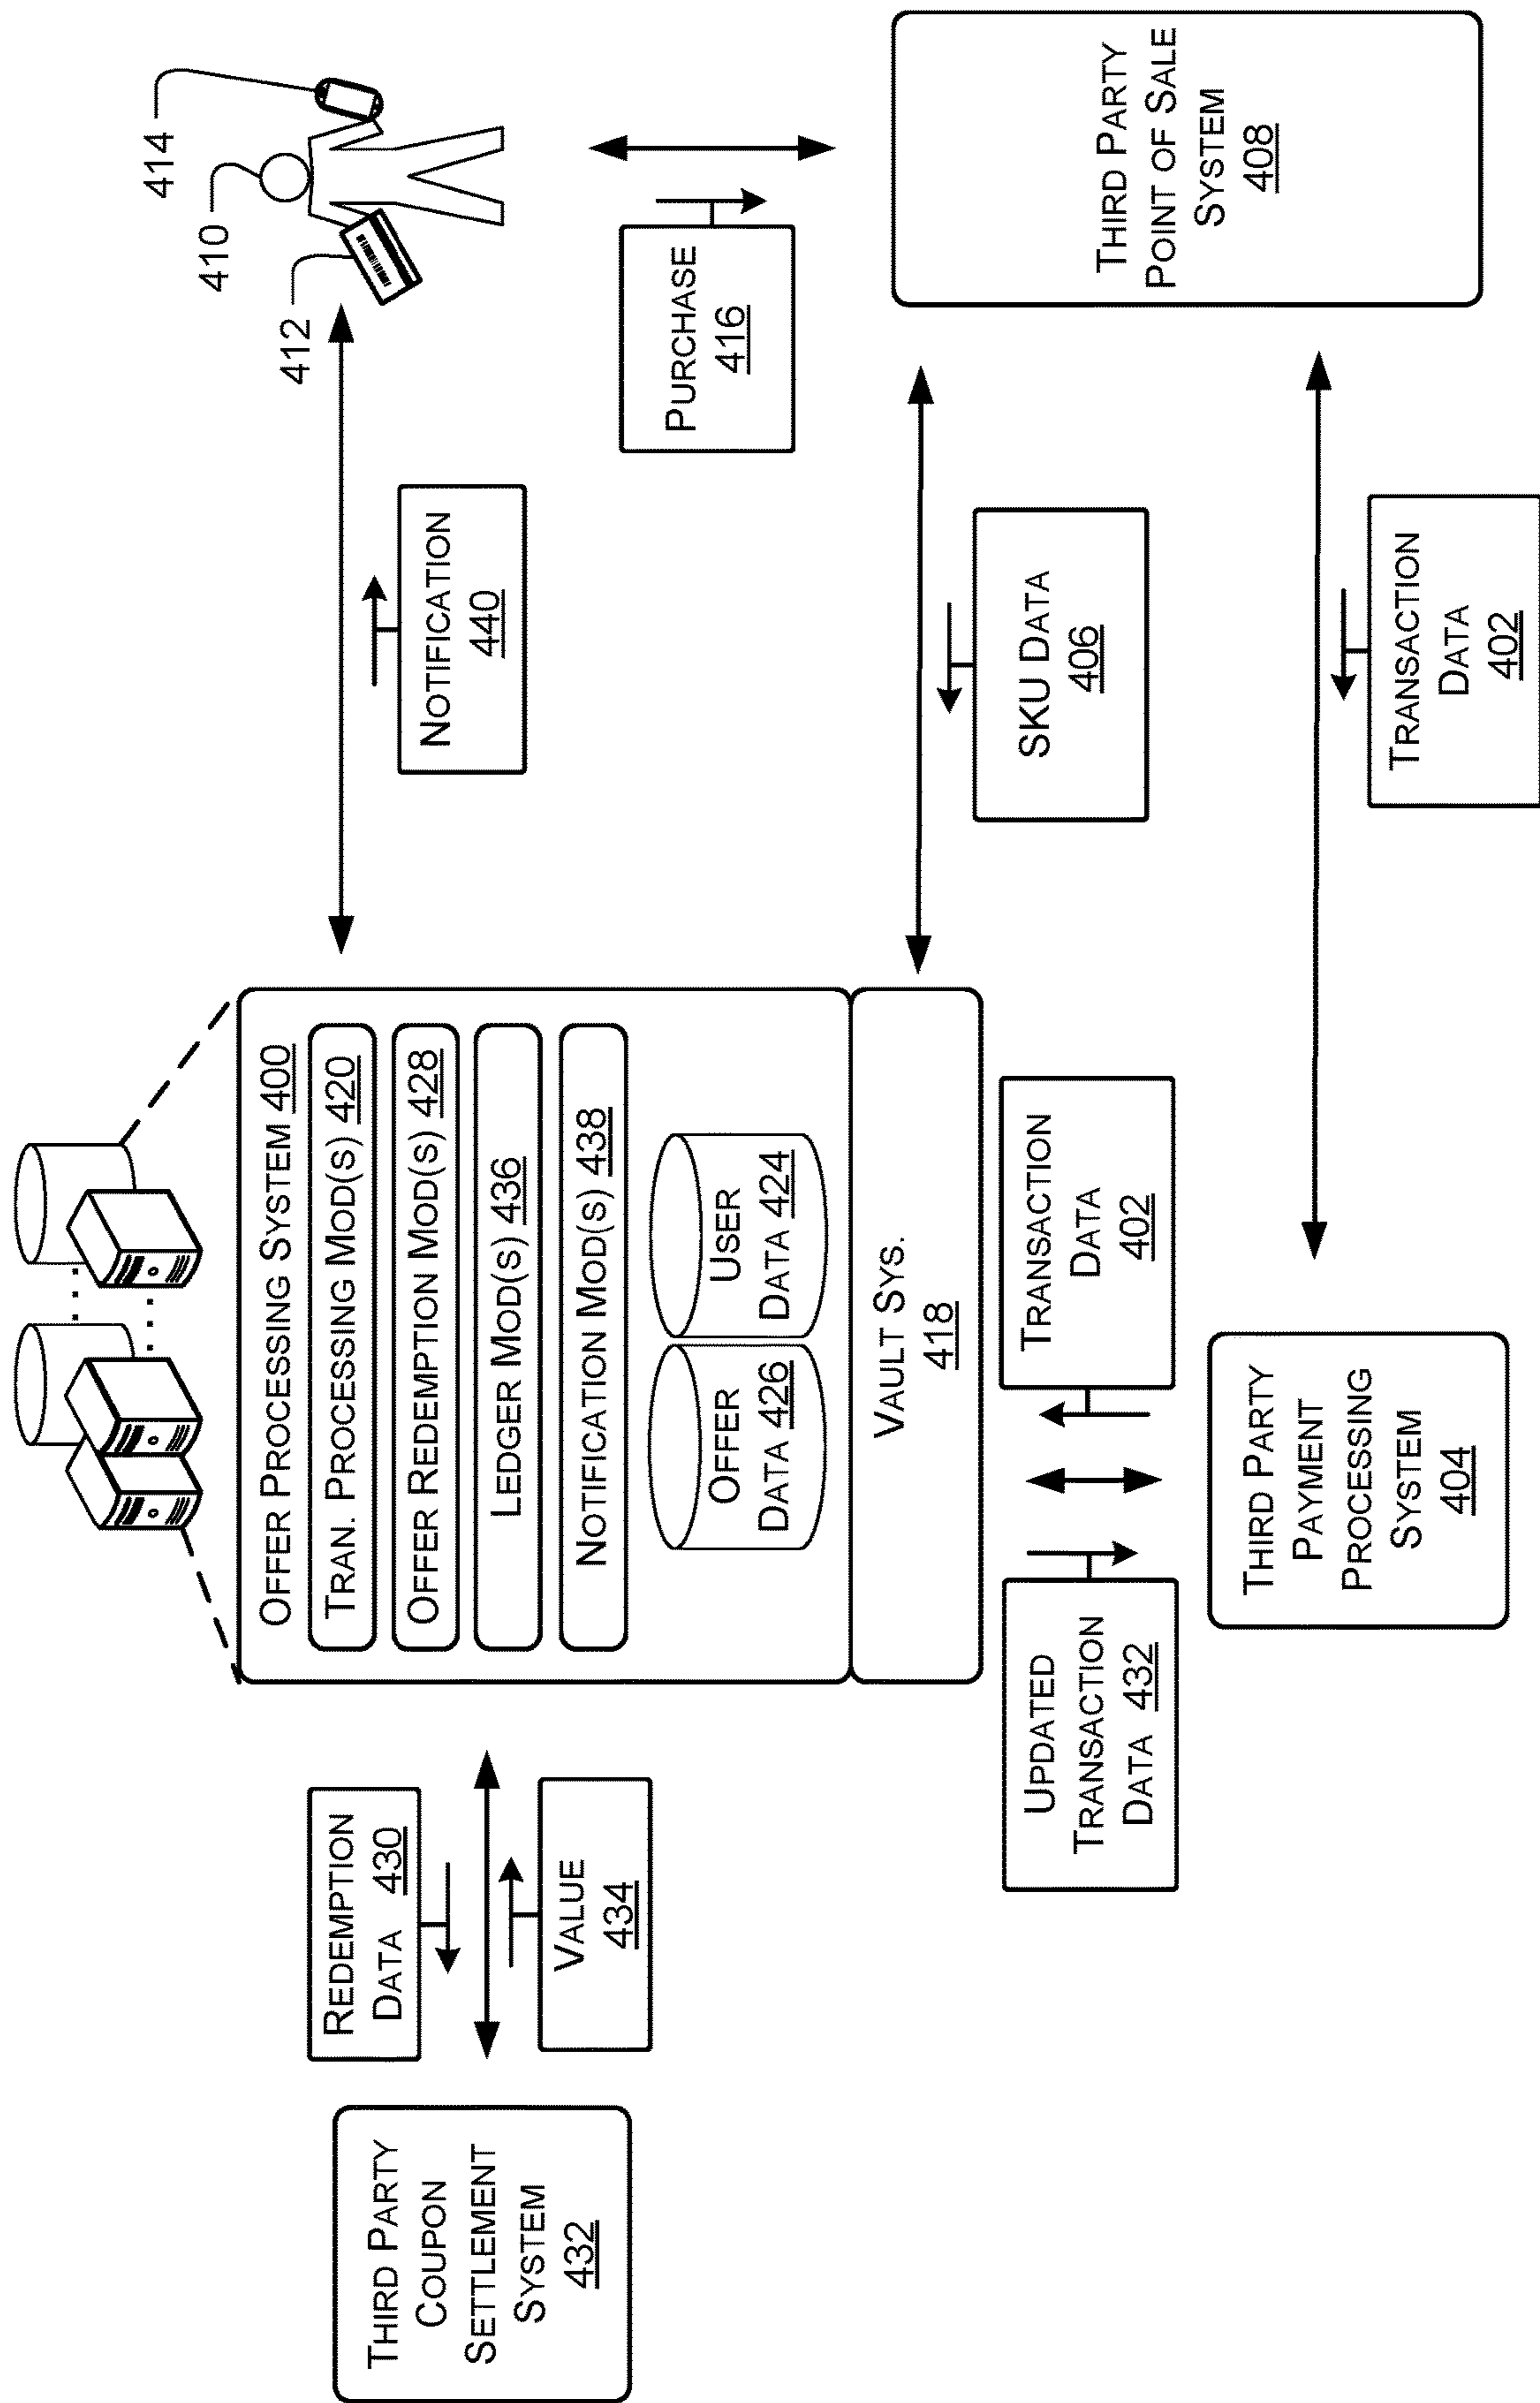 OFFER PROCESSING SYSTEM 400
TRAN. PROCESSING MOD(S) 420
OFFER REDEMPTION MOD(S) 428
LEDGER MOD(S) 436
NOTIFICATION MOD(S) 438
OFFER
DATA 426
USER
DATA 424
VAULT SYS.
418
THIRD PARTY
COUPON
SETTLEMENT
SYSTEM
432
REDEMPTION
DATA 430
VALUE
434
NOTIFICATION
440
412
410
414
PURCHASE
416
SKU DATA
406
THIRD PARTY
POINT OF SALE
SYSTEM
408
UPDATED
TRANSACTION
DATA 432
TRANSACTION
DATA
402
THIRD PARTY
PAYMENT
PROCESSING
SYSTEM
404
TRANSACTION
DATA
402